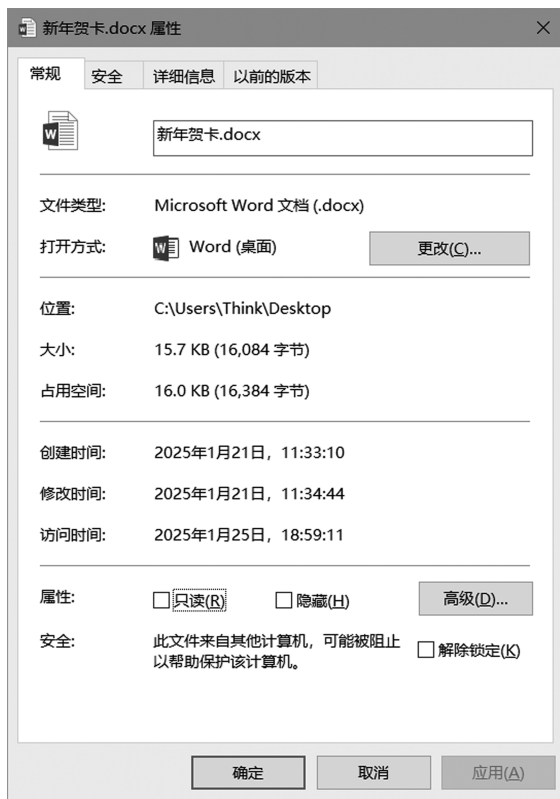 新年贺卡.docx 属性
常规 安全 详细信息 以前的版本
新年贺卡.docx
文件类型: Microsoft Word 文档 (.docx)
打开方式: Word (桌面) 更改(C)...
位置: C:\Users\Think\Desktop
大小: 15.7 KB (16,084 字节)
占用空间: 16.0 KB (16,384 字节)
创建时间: 2025年1月21日，11:33:10
修改时间: 2025年1月21日，11:34:44
访问时间: 2025年1月25日，18:59:11
属性: 只读(R) 隐藏(H) 高级(D)...
安全: 此文件来自其他计算机，可能被阻止
以帮助保护该计算机。 解除锁定(K)
确定 取消 应用(A)